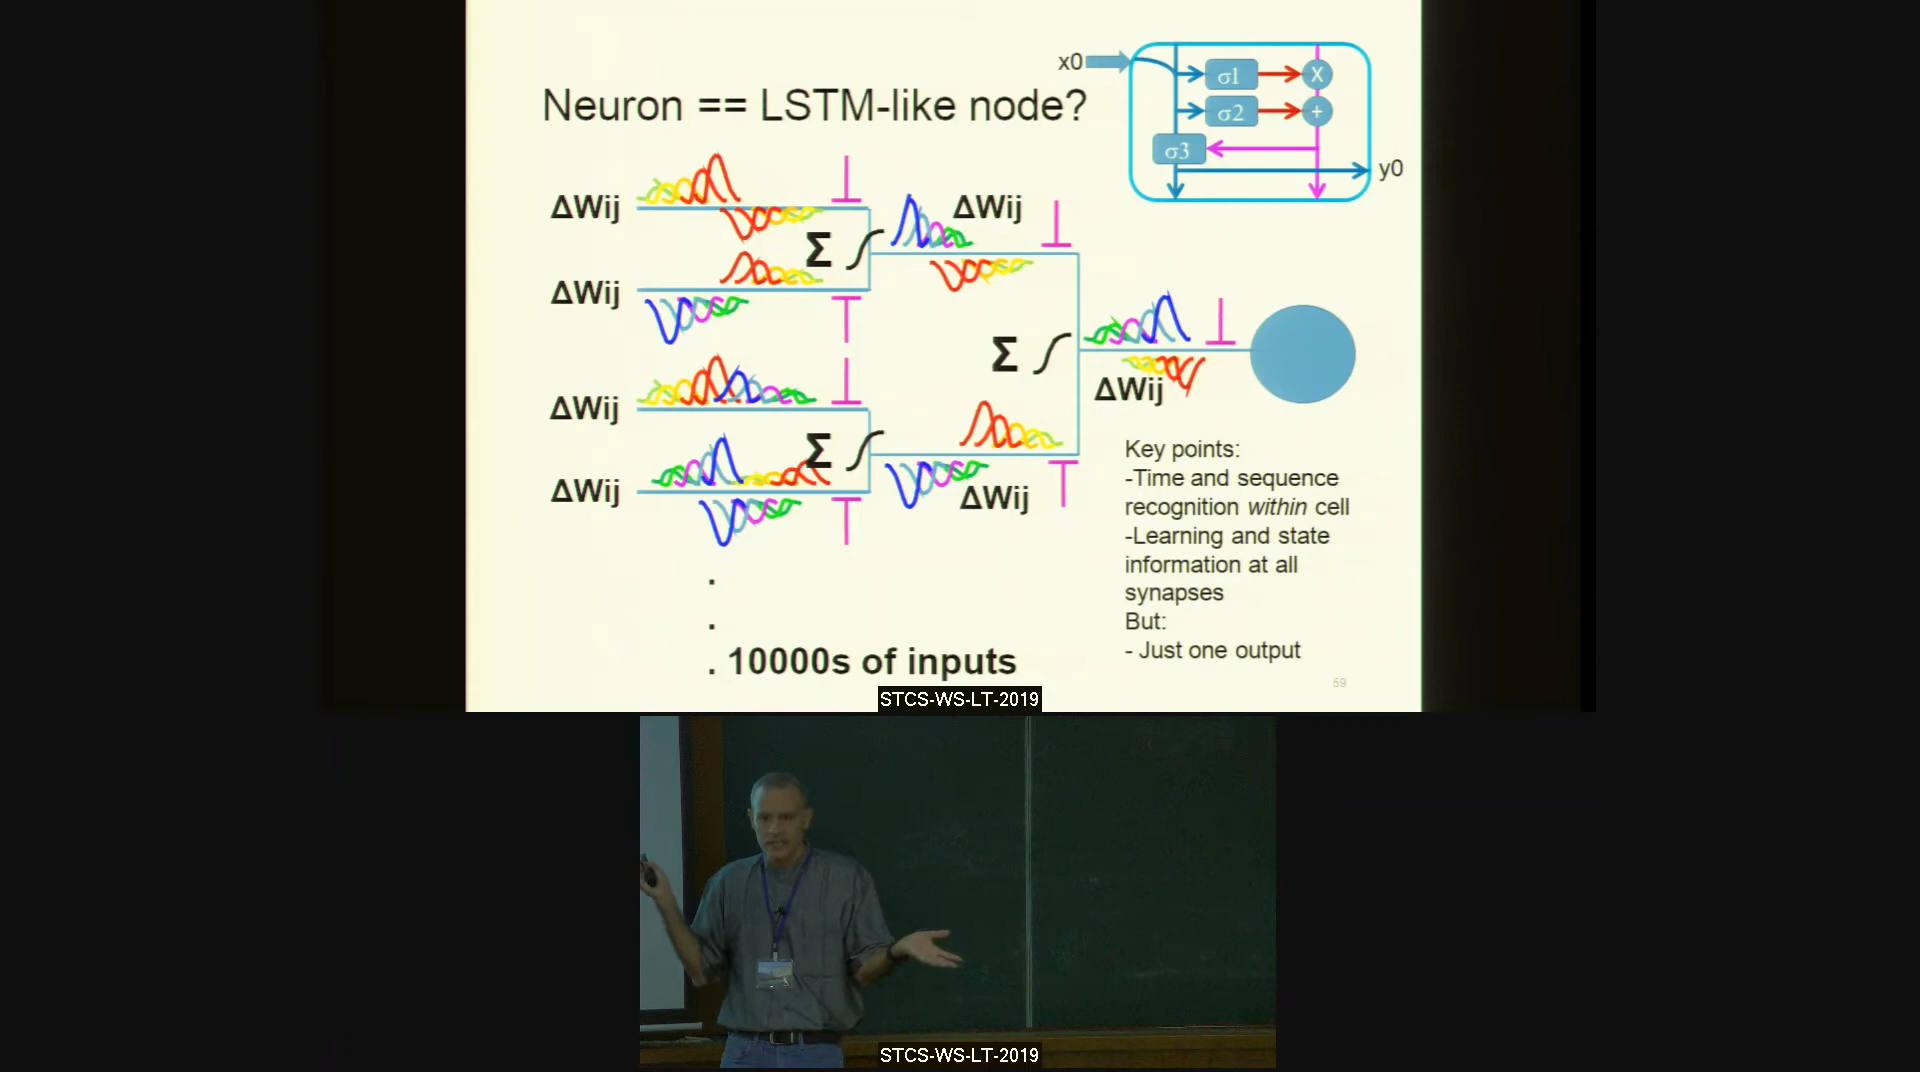 Neuron == LSTM-like node?
x0
σ1
X
σ2
+
σ3
y0
ΔWij
Σ
ΔWij
ΔWij
ΔWij
Σ
ΔWij
ΔWij
Σ
ΔWij
ΔWij
Key points:
-Time and sequence
recognition within cell
-Learning and state
information at all
synapses
But:
- Just one output
.
.
. 10000s of inputs
59
STCS-WS-LT-2019
STCS-WS-LT-2019